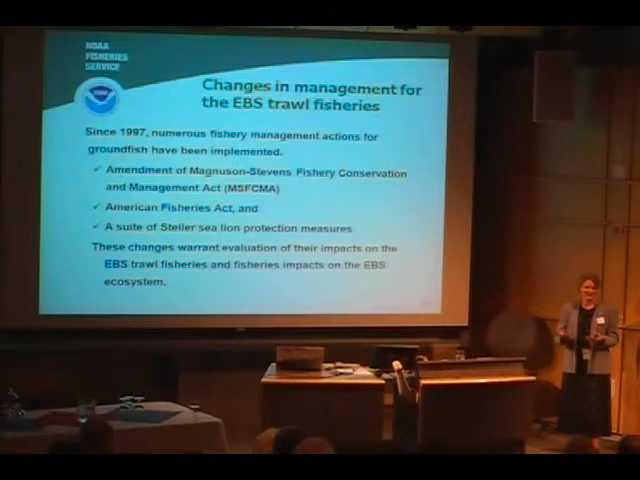 NOAA
FISHERIES
SERVICE
Changes in management for
the EBS trawl fisheries
Since 1997, numerous fishery management actions for
groundfish have been implemented.
✓ Amendment of Magnuson-Stevens Fishery Conservation
and Management Act (MSFCMA)
✓ American Fisheries Act, and
✓ A suite of Steller sea lion protection measures
These changes warrant evaluation of their impacts on the
EBS trawl fisheries and fisheries impacts on the EBS
ecosystem.